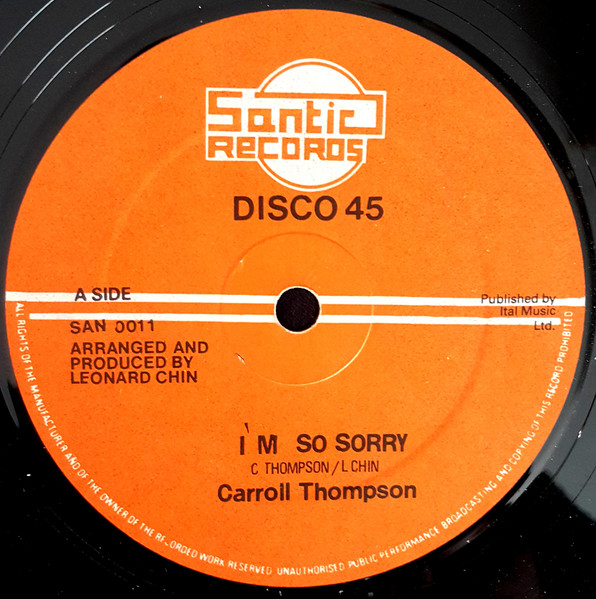 Santic
RECORDS
DISCO 45
A SIDE
SAN 0011
ARRANGED AND
PRODUCED BY
LEONARD CHIN
Published by
Ital Music
Ltd.
I'M SO SORRY
C THOMPSON / L CHIN
Carroll Thompson
ALL RIGHTS OF THE MANUFACTURER AND OF THE OWNER OF THE RECORDED WORK RESERVED UNAUTHORISED PUBLIC PERFORMANCE BROADCASTING AND COPYING OF THIS RECORD PROHIBITED